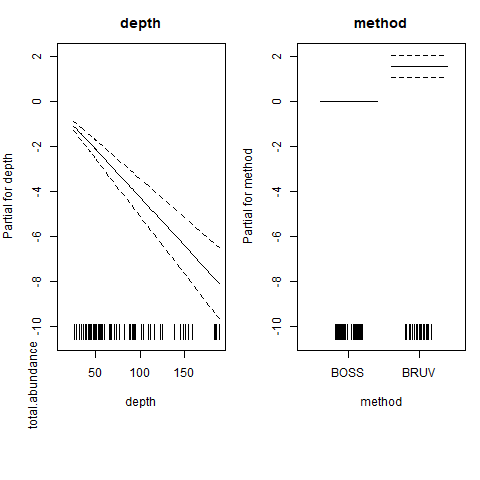 depth
Partial for depth
2
0
-2
-4
-6
-8
-10
50
100
150
depth
total.abundance
method
Partial for method
2
0
-2
-4
-6
-8
-10
BOSS
BRUV
method